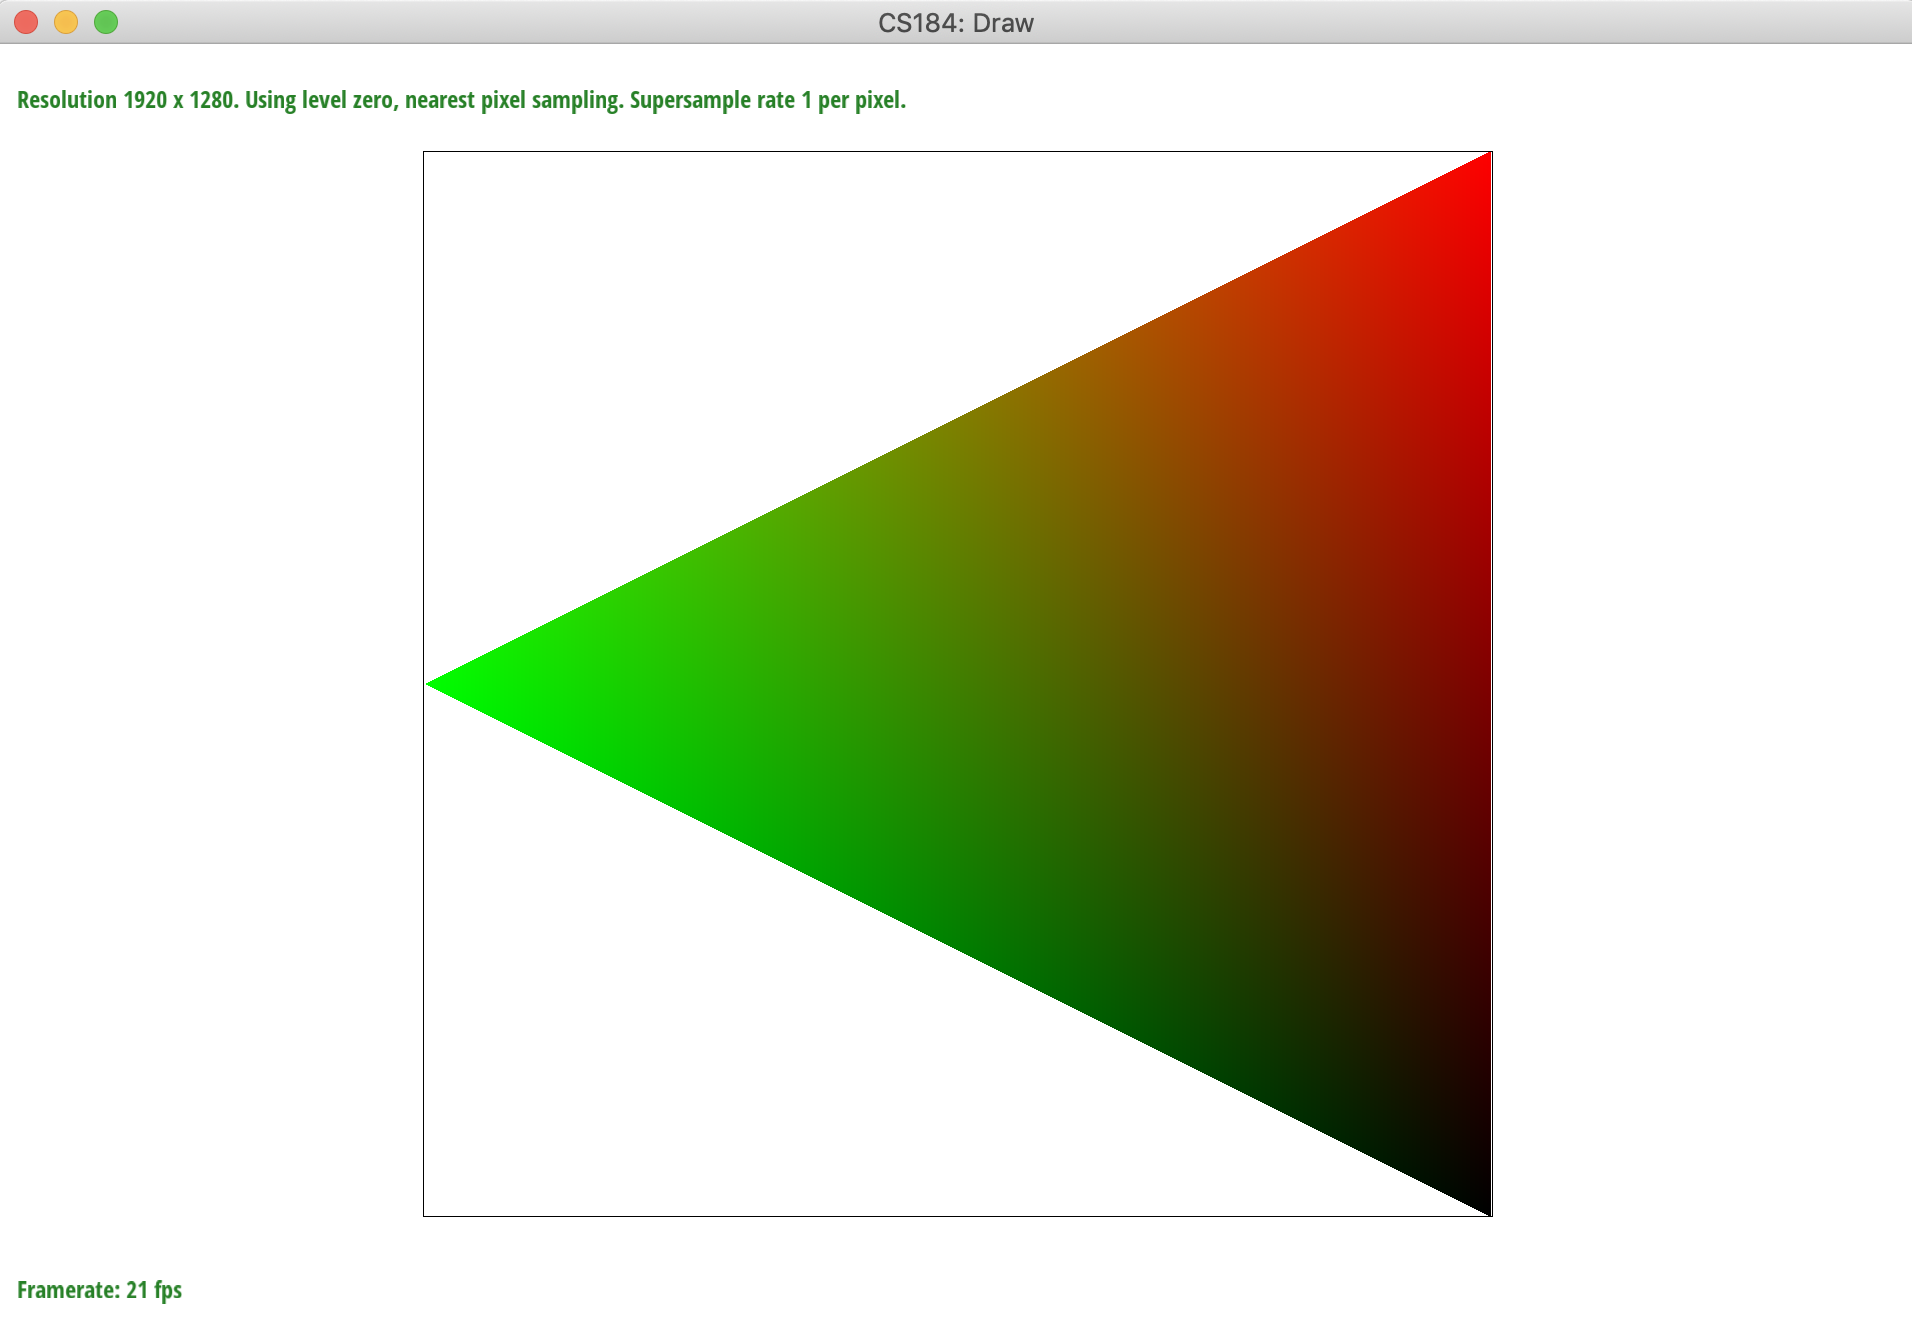 CS184: Draw
Resolution 1920 x 1280. Using level zero, nearest pixel sampling. Supersample rate 1 per pixel.
Framerate: 21 fps